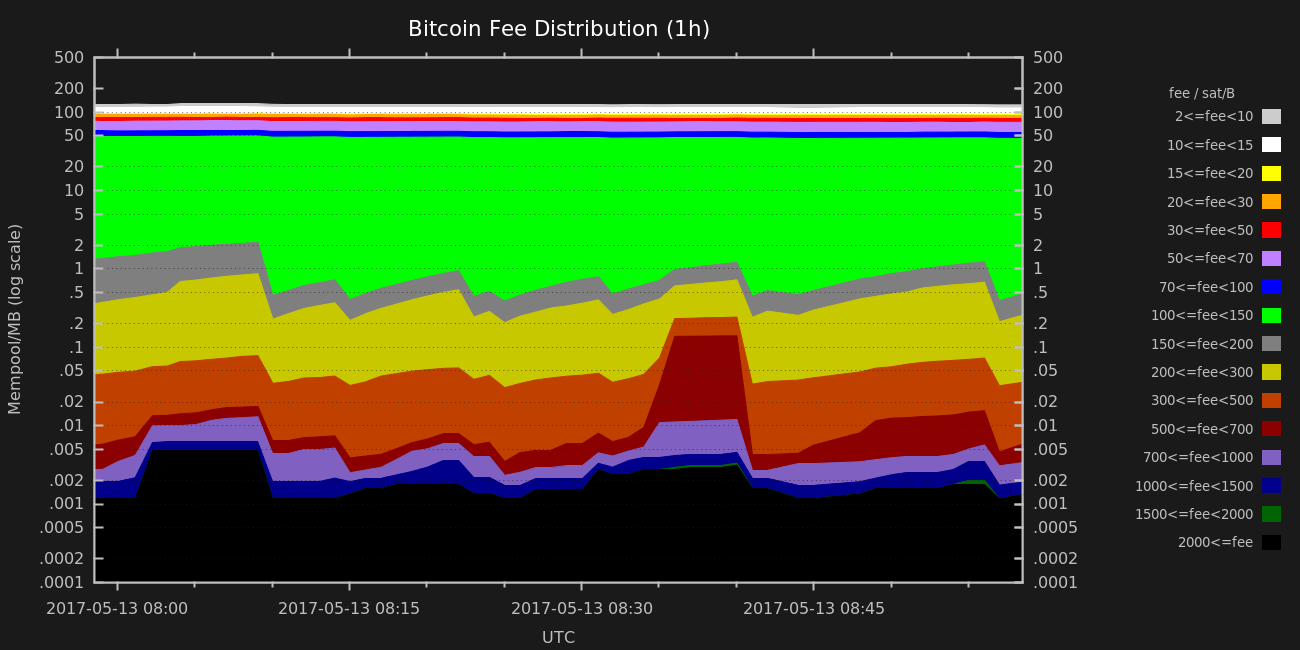 Bitcoin Fee Distribution (1h)
Mempool/MB (log scale)
500
200
100
50
20
10
5
2
1
.5
.2
.1
.05
.02
.01
.005
.002
.001
.0005
.0002
.0001
500
200
100
50
20
10
5
2
1
.5
.2
.1
.05
.02
.01
.005
.002
.001
.0005
.0002
.0001
2017-05-13 08:00 2017-05-13 08:15 2017-05-13 08:30 2017-05-13 08:45
UTC
fee / sat/B
2<=fee<10
10<=fee<15
15<=fee<20
20<=fee<30
30<=fee<50
50<=fee<70
70<=fee<100
100<=fee<150
150<=fee<200
200<=fee<300
300<=fee<500
500<=fee<700
700<=fee<1000
1000<=fee<1500
1500<=fee<2000
2000<=fee